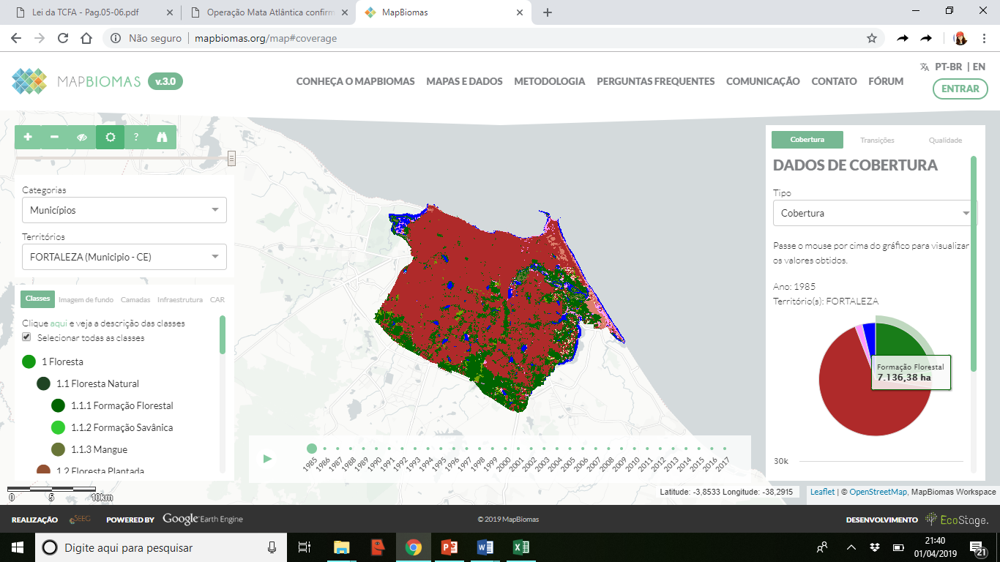 Lei da TCFA - Pag.05-06.pdf
Operação Mata Atlântica confirm
MapBiomas
Não seguro
mapbiomas.org/map#coverage
MAPBIOMAS
v.3.0
CONHEÇA O MAPBIOMAS
MAPAS E DADOS
METODOLOGIA
PERGUNTAS FREQUENTES
COMUNICAÇÃO
CONTATO
FÓRUM
PT-BR | EN
ENTRAR
Categorias
Municípios
Territórios
FORTALEZA (Municipio - CE)
Classes
Imagem de fundo
Camadas
Infraestrutura
CAR
Clique aqui e veja a descrição das classes
Selecionar todas as classes
1 Floresta
1.1 Floresta Natural
1.1.1 Formação Florestal
1.1.2 Formação Savânica
1.1.3 Mangue
1.2 Floresta Plantada
0 5 10km
1985 1986 1987 1988 1989 1990 1991 1992 1993 1994 1995 1996 1997 1998 1999 2000 2001 2002 2003 2004 2005 2006 2007 2008 2009 2010 2011 2012 2013 2014 2015 2016 2017
Cobertura
Transições
Qualidade
DADOS DE COBERTURA
Tipo
Cobertura
Passe o mouse por cima do gráfico para visualizar
os valores obtidos.
Ano: 1985
Território(s): FORTALEZA
Formação Florestal
7.136,38 ha
30k
Latitude: -3,8533 Longitude: -38,2915
Leaflet | © OpenStreetMap, MapBiomas Workspace
REALIZAÇÃO
SEEG
POWERED BY
Google Earth Engine
© 2019 MapBiomas
DESENVOLVIMENTO
EcoStage.
Digite aqui para pesquisar
21:40
01/04/2019
21